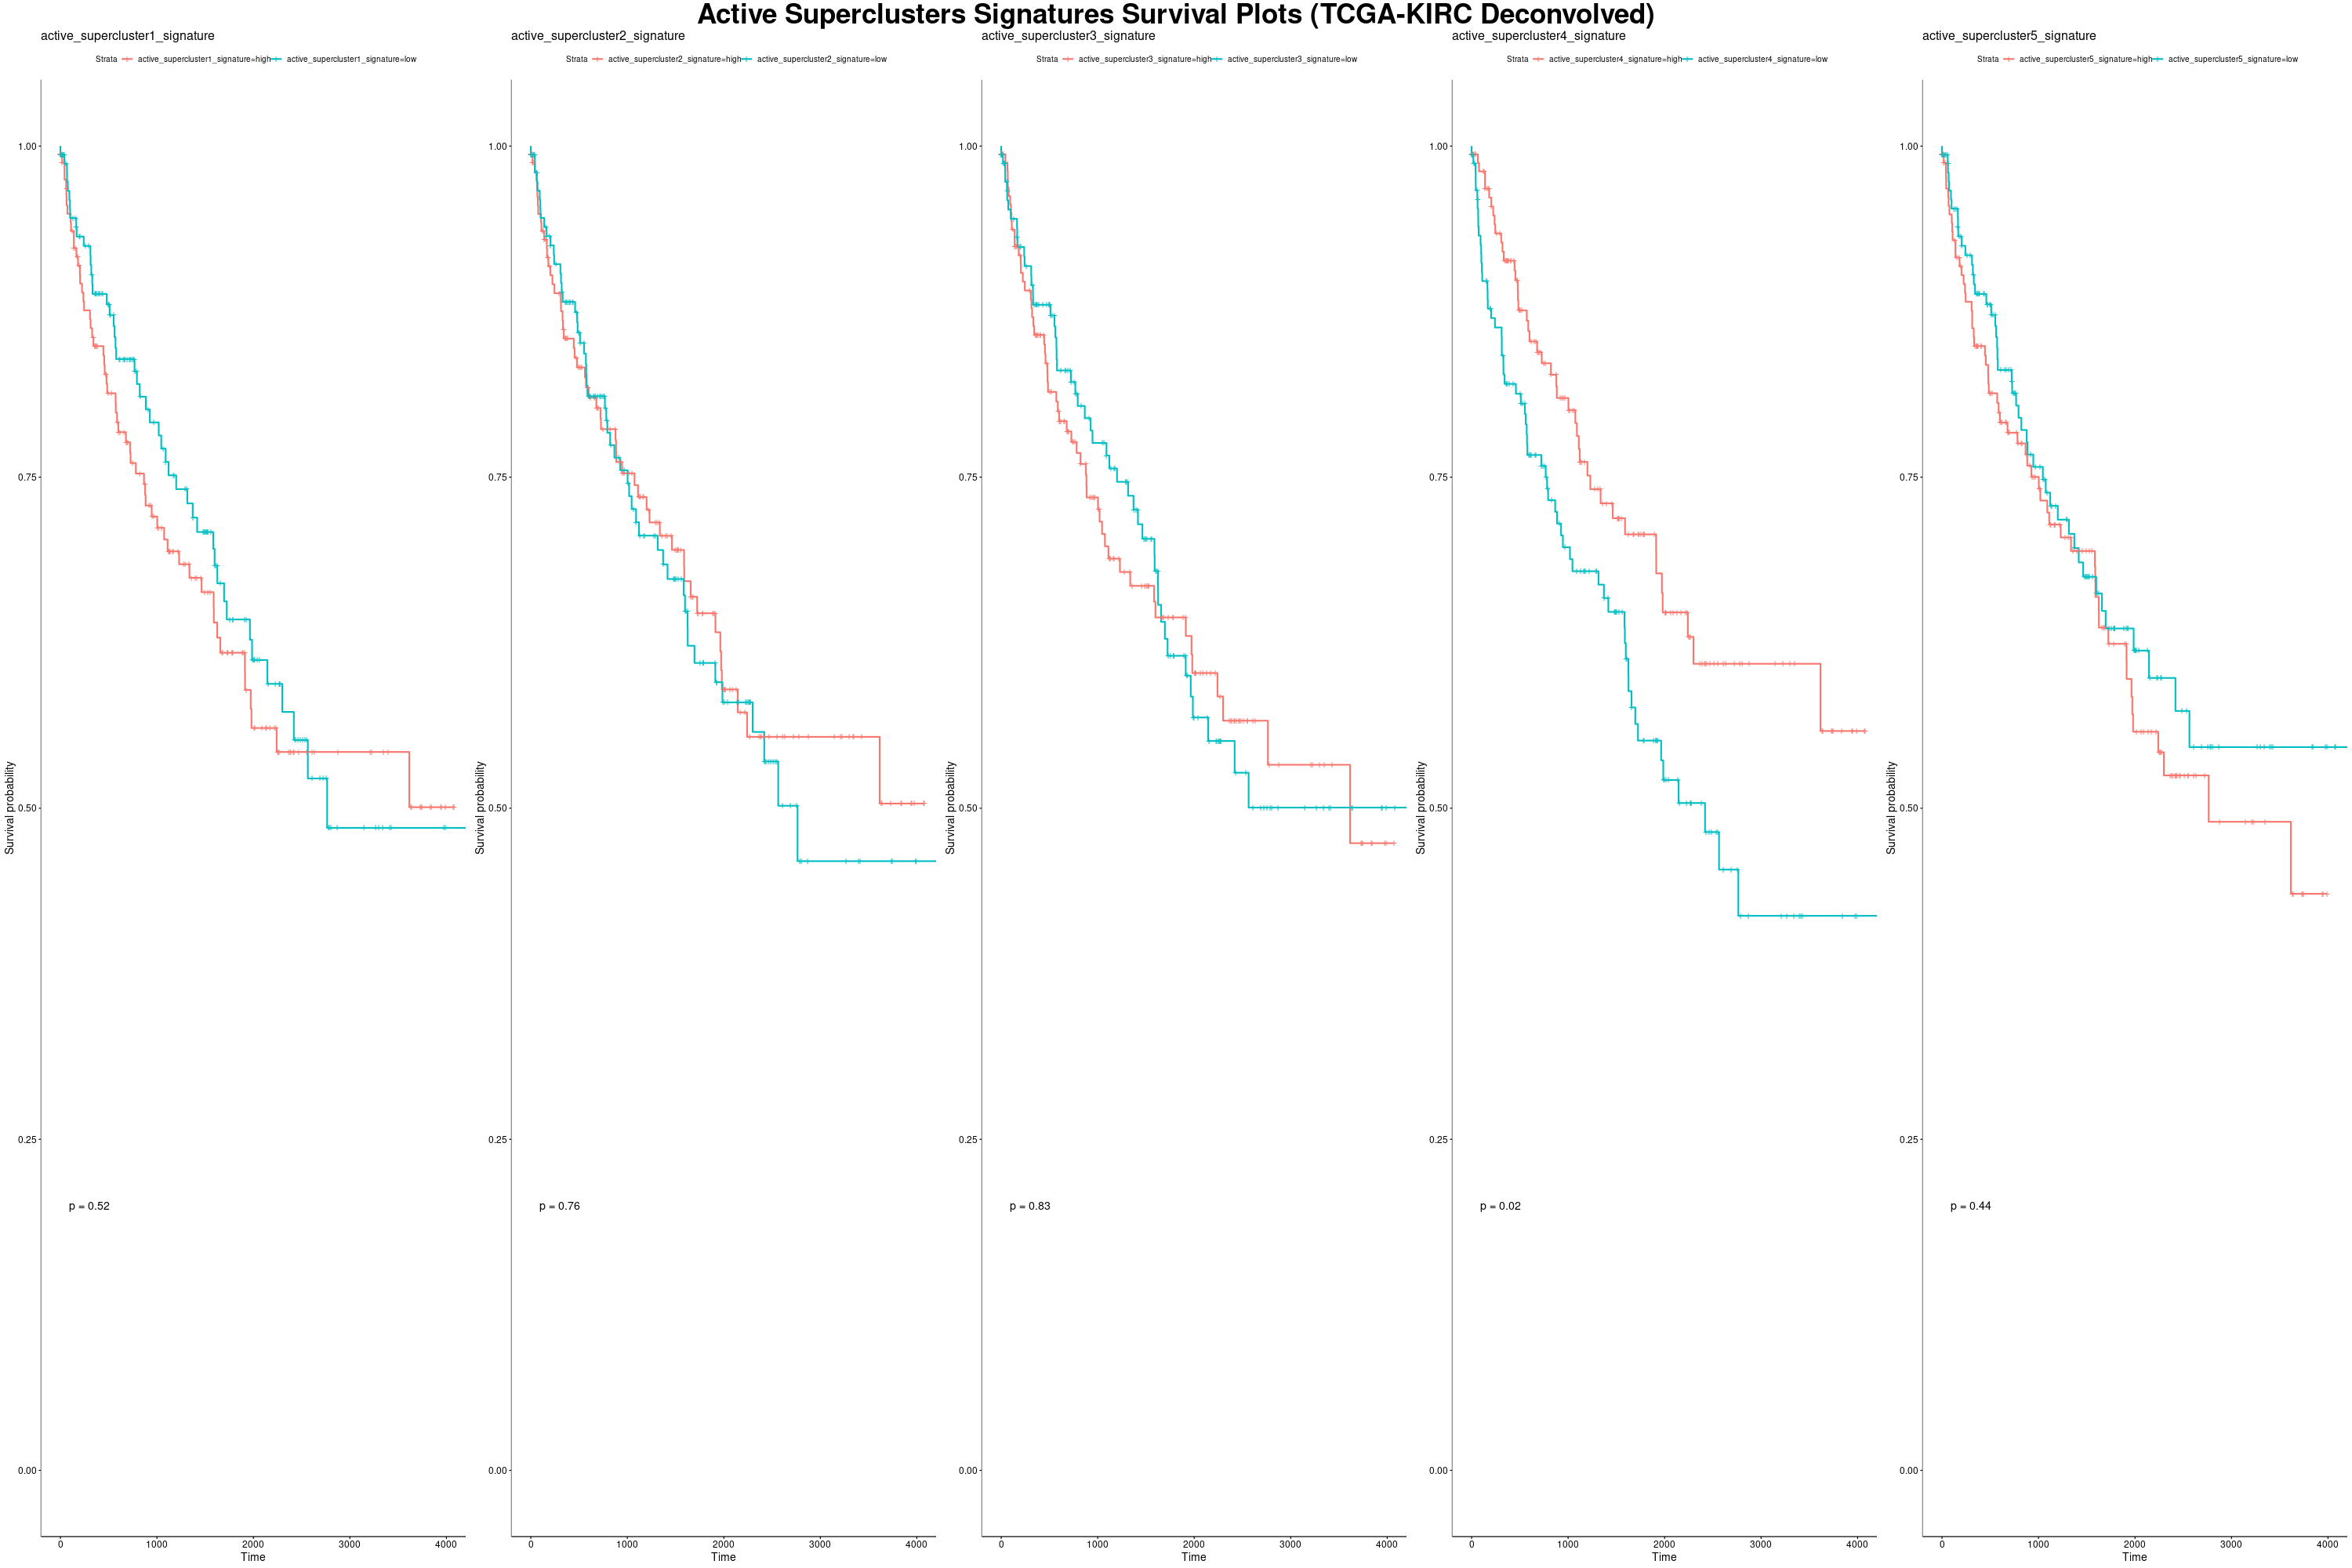 Active Superclusters Signatures Survival Plots (TCGA-KIRC Deconvolved)
active_supercluster1_signature
Strata active_supercluster1_signature=high active_supercluster1_signature=low
1.00
0.75
0.50
0.25
0.00
Survival probability
p = 0.52
0 1000 2000 3000 4000
Time
active_supercluster2_signature
Strata active_supercluster2_signature=high active_supercluster2_signature=low
1.00
0.75
0.50
0.25
0.00
Survival probability
p = 0.76
0 1000 2000 3000 4000
Time
active_supercluster3_signature
Strata active_supercluster3_signature=high active_supercluster3_signature=low
1.00
0.75
0.50
0.25
0.00
Survival probability
p = 0.83
0 1000 2000 3000 4000
Time
active_supercluster4_signature
Strata active_supercluster4_signature=high active_supercluster4_signature=low
1.00
0.75
0.50
0.25
0.00
Survival probability
p = 0.02
0 1000 2000 3000 4000
Time
active_supercluster5_signature
Strata active_supercluster5_signature=high active_supercluster5_signature=low
1.00
0.75
0.50
0.25
0.00
Survival probability
p = 0.44
0 1000 2000 3000 4000
Time